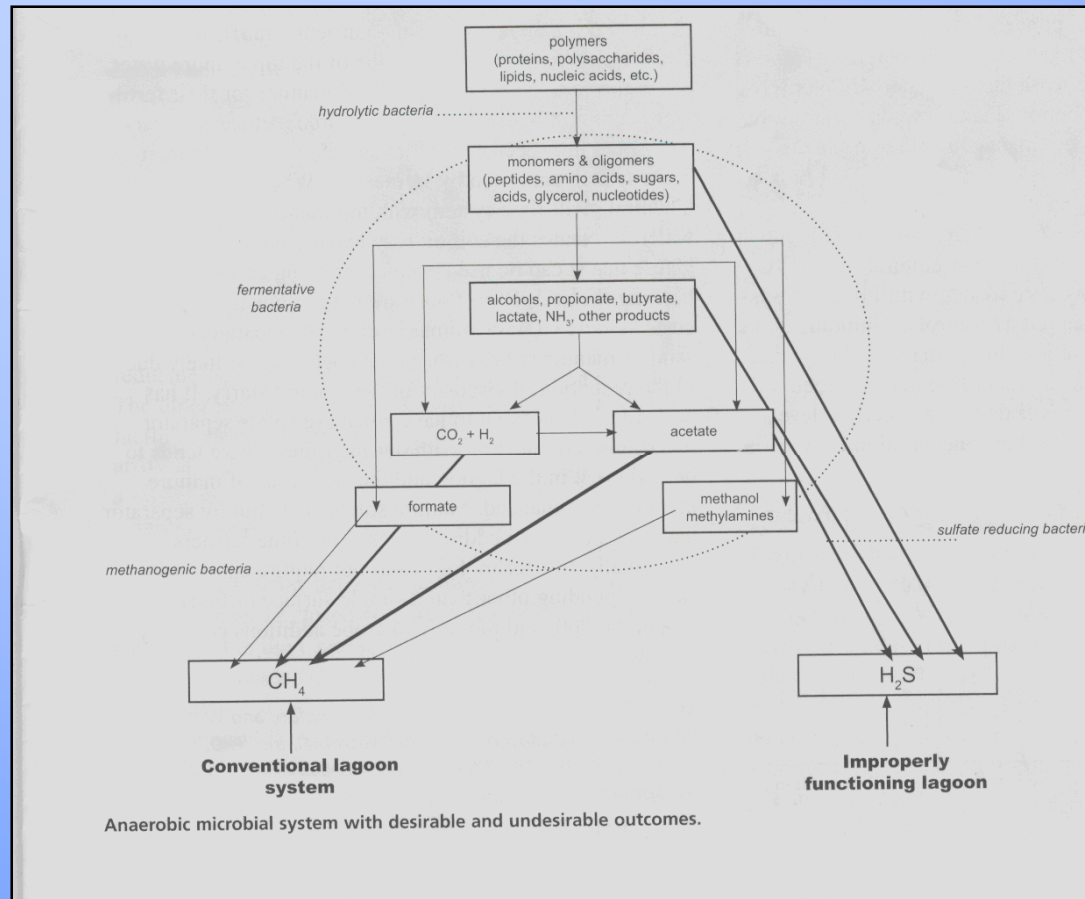 polymers
(proteins, polysaccharides,
lipids, nucleic acids, etc.)
hydrolytic bacteria
monomers & oligomers
(peptides, amino acids, sugars,
acids, glycerol, nucleotides)
fermentative
bacteria
alcohols, propionate, butyrate,
lactate, NH₃, other products
CO₂ + H₂
acetate
formate
methanol
methylamines
sulfate reducing bacteri
methanogenic bacteria
CH₄
H₂S
Conventional lagoon
system
Improperly
functioning lagoon
Anaerobic microbial system with desirable and undesirable outcomes.